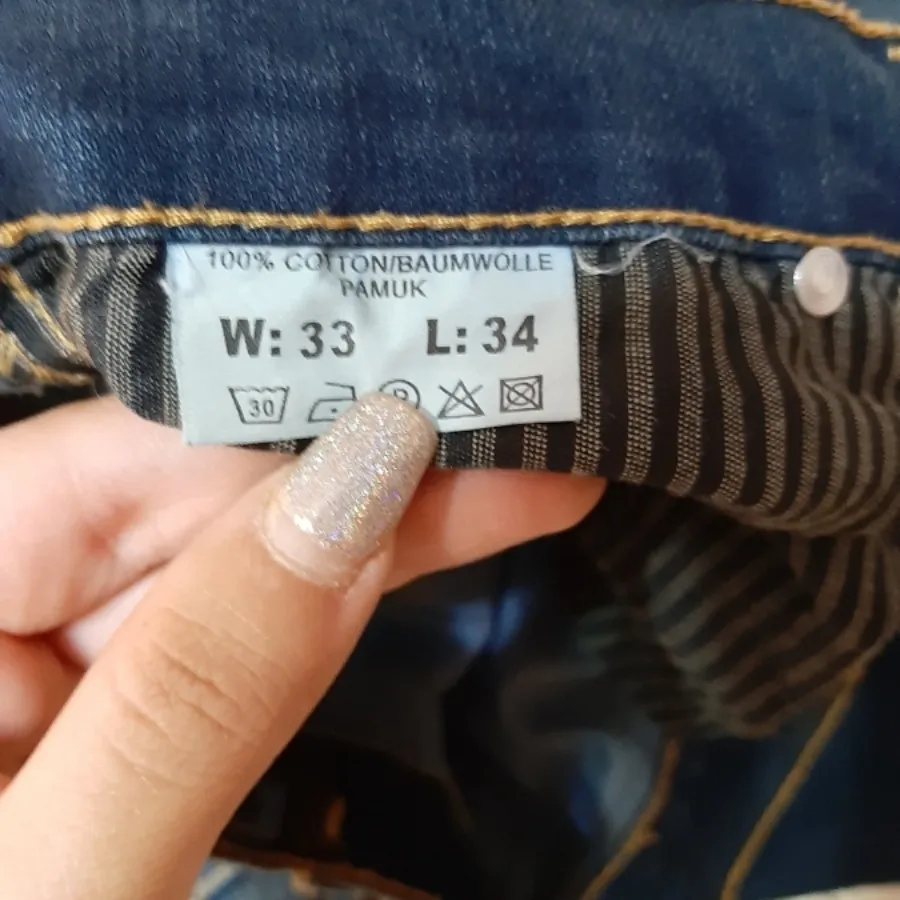 100% COTTON/BAUMWOLLE
PAMUK
W: 33 L: 34
30 P